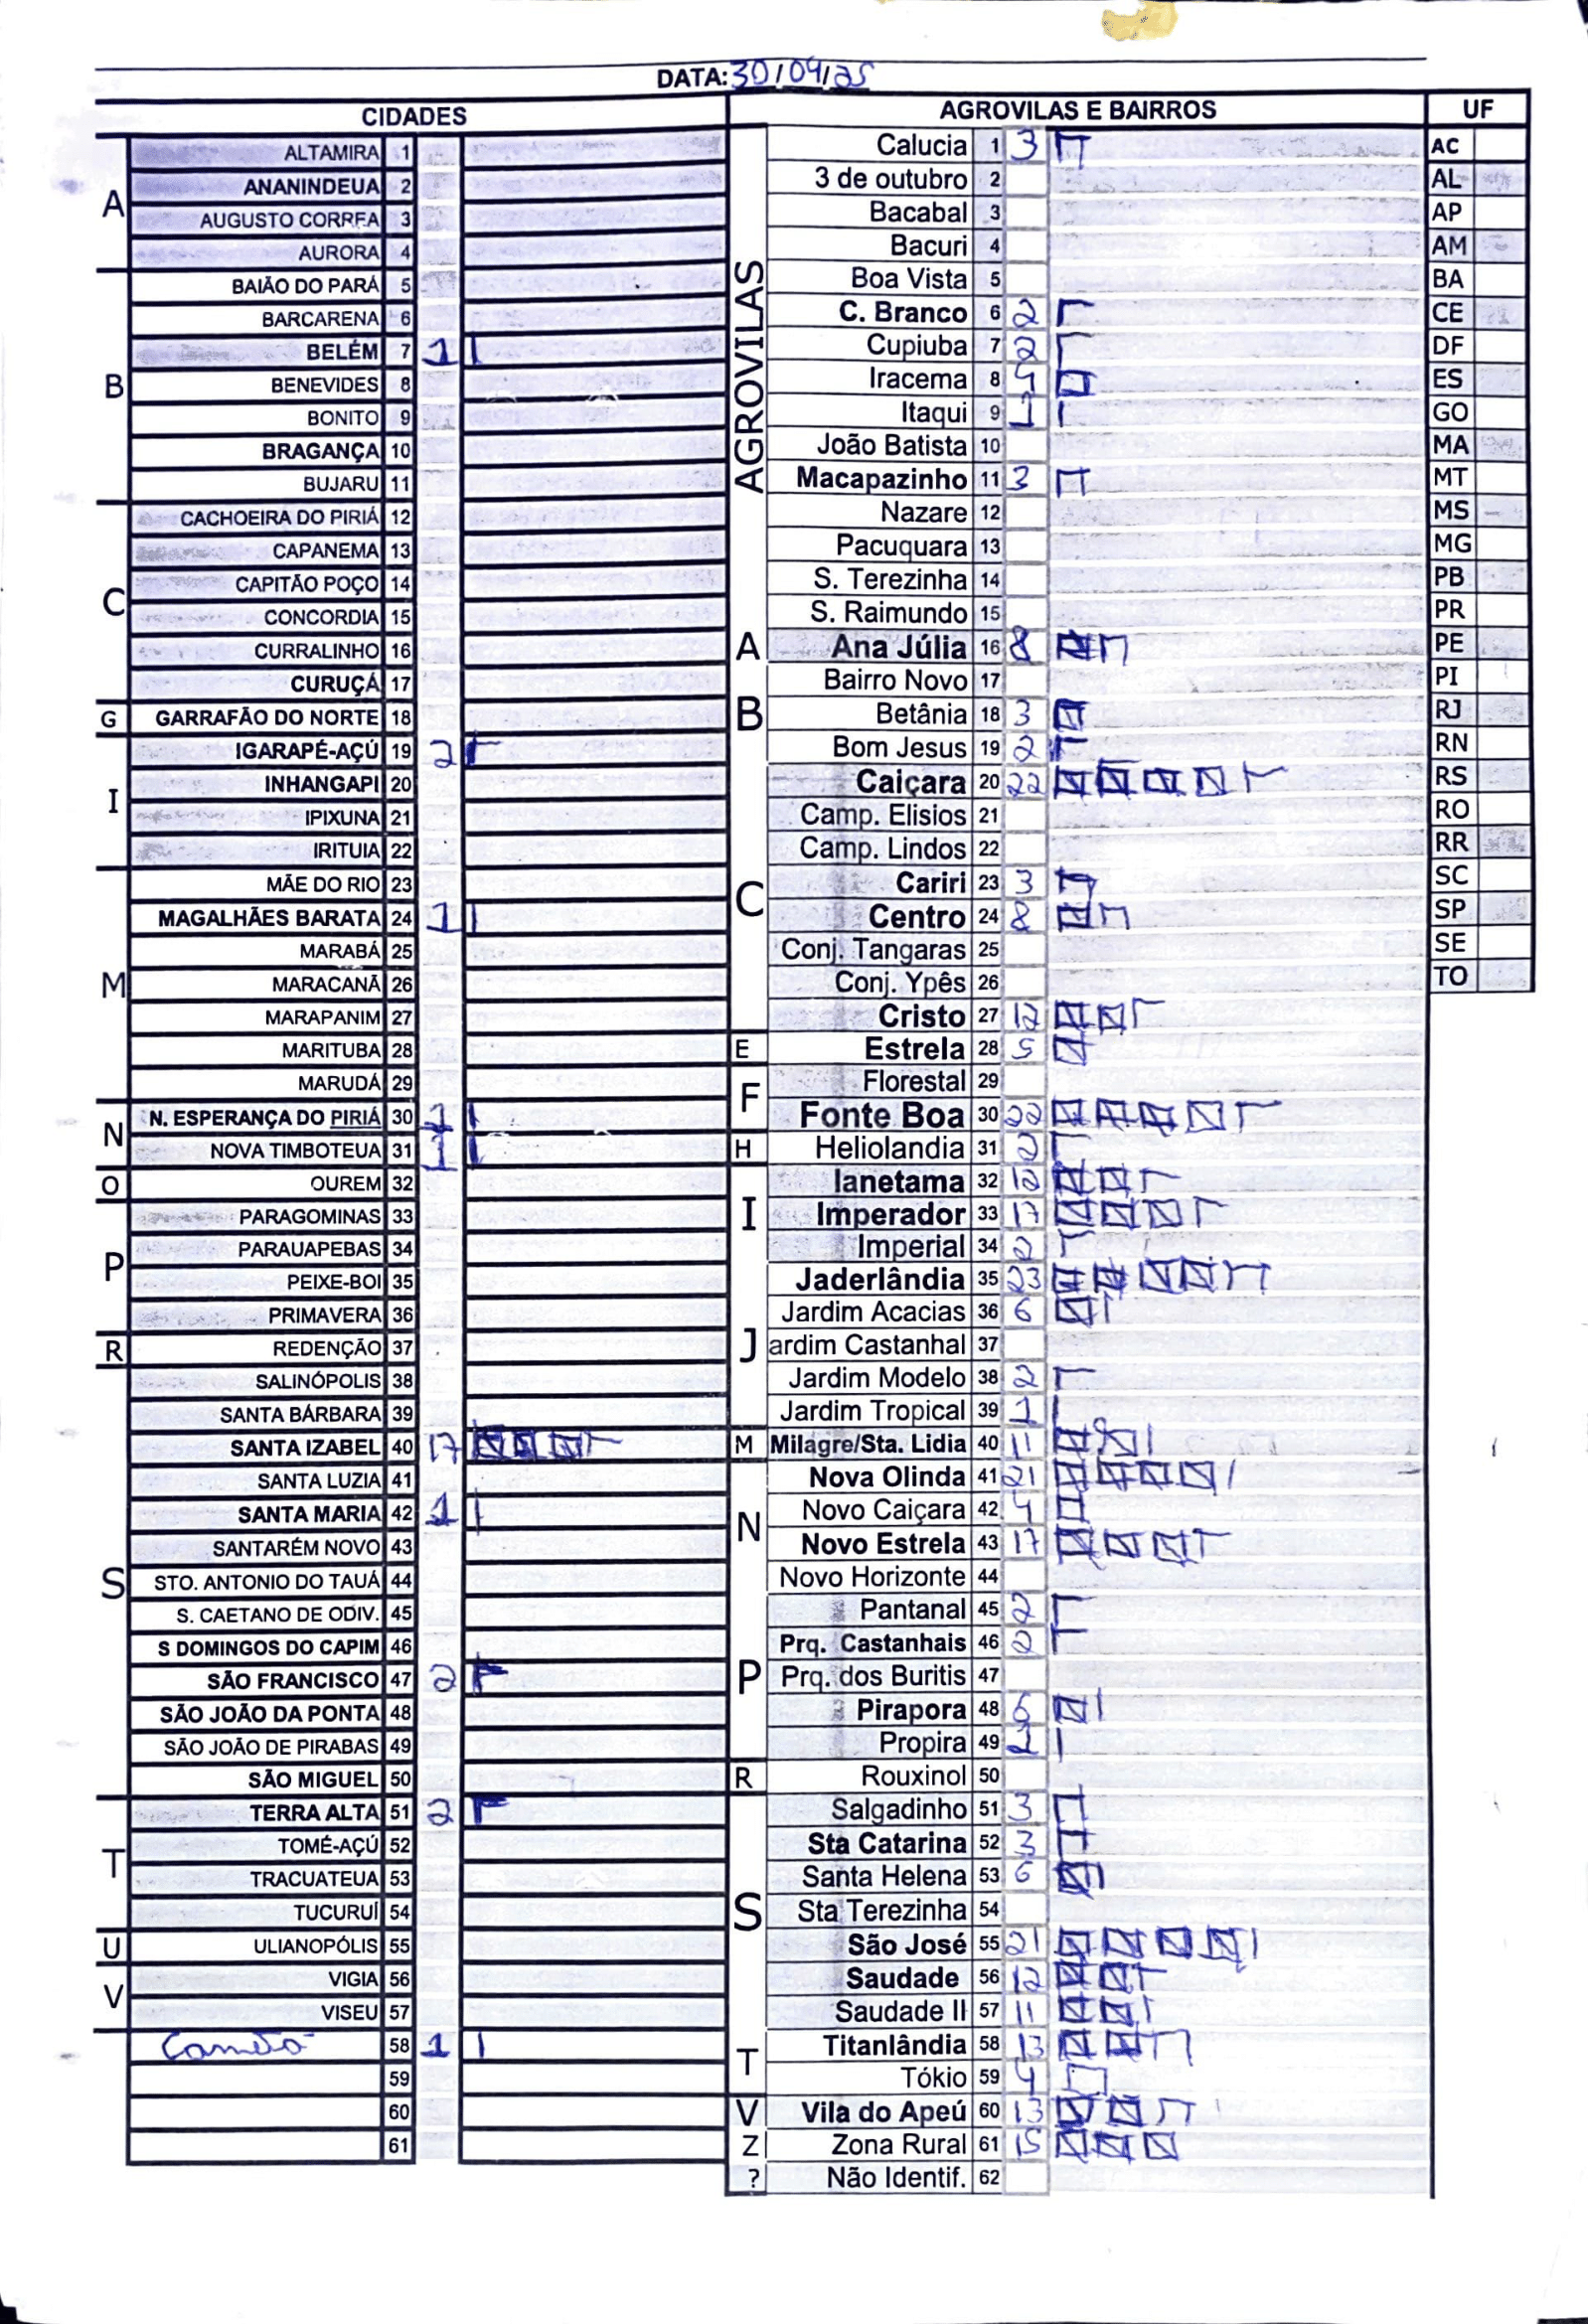 DATA: 30/04/25
CIDADES
A
ALTAMIRA 1
ANANINDEUA 2
AUGUSTO CORREA 3
AURORA 4
B
BAIÃO DO PARÁ 5
BARCARENA 6
BELÉM 7 1
BENEVIDES 8
BONITO 9
BRAGANÇA 10
BUJARU 11
C
CACHOEIRA DO PIRIÁ 12
CAPANEMA 13
CAPITÃO POÇO 14
CONCORDIA 15
CURRALINHO 16
CURUÇÁ 17
G
GARRAFÃO DO NORTE 18
I
IGARAPÉ-AÇÚ 19 2
INHANGAPI 20
IPIXUNA 21
IRITUIA 22
M
MÃE DO RIO 23
MAGALHÃES BARATA 24 1
MARABÁ 25
MARACANÃ 26
MARAPANIM 27
MARITUBA 28
MARUDÁ 29
N
N. ESPERANÇA DO PIRIÁ 30 1
NOVA TIMBOTEUA 31 1
O
OUREM 32
P
PARAGOMINAS 33
PARAUAPEBAS 34
PEIXE-BOI 35
PRIMAVERA 36
R
REDENÇÃO 37
S
SALINÓPOLIS 38
SANTA BÁRBARA 39
SANTA IZABEL 40 17
SANTA LUZIA 41
SANTA MARIA 42 1
SANTARÉM NOVO 43
STO. ANTONIO DO TAUÁ 44
S. CAETANO DE ODIV. 45
S DOMINGOS DO CAPIM 46
SÃO FRANCISCO 47 2
SÃO JOÃO DA PONTA 48
SÃO JOÃO DE PIRABAS 49
SÃO MIGUEL 50
T
TERRA ALTA 51 2
TOMÉ-AÇÚ 52
TRACUATEUA 53
TUCURUÍ 54
U
ULIANOPÓLIS 55
V
VIGIA 56
VISEU 57
58 1
59
60
61
AGROVILAS E BAIRROS
AGROVILAS
Calucia 1 3
3 de outubro 2
Bacabal 3
Bacuri 4
Boa Vista 5
C. Branco 6 2
Cupiuba 7 2
Iracema 8 4
Itaqui 9 1
João Batista 10
Macapazinho 11 3
Nazare 12
Pacuquara 13
S. Terezinha 14
S. Raimundo 15
A
Ana Júlia 16 8
B
Bairro Novo 17
Betânia 18 3
Bom Jesus 19 2
C
Caiçara 20 22
Camp. Elisios 21
Camp. Lindos 22
Cariri 23 3
Centro 24 8
Conj. Tangaras 25
Conj. Ypês 26
Cristo 27 12
E
Estrela 28 5
F
Florestal 29
Fonte Boa 30 22
H
Heliolandia 31 2
I
Ianetama 32 12
Imperador 33 17
Imperial 34 2
J
Jaderlândia 35 23
Jardim Acacias 36 6
ardim Castanhal 37
Jardim Modelo 38 2
Jardim Tropical 39 1
M
Milagre/Sta. Lidia 40 11
N
Nova Olinda 41 21
Novo Caiçara 42 4
Novo Estrela 43 17
Novo Horizonte 44
P
Pantanal 45 2
Prq. Castanhais 46 2
Prq. dos Buritis 47
Pirapora 48 6
Propira 49 1
R
Rouxinol 50
S
Salgadinho 51 3
Sta Catarina 52 3
Santa Helena 53 6
Sta Terezinha 54
São José 55 21
Saudade 56 12
Saudade II 57 11
T
Titanlândia 58 13
Tókio 59 4
V
Vila do Apeú 60 13
Z
Zona Rural 61 15
?
Não Identif. 62
UF
AC
AL
AP
AM
BA
CE
DF
ES
GO
MA
MT
MS
MG
PB
PR
PE
PI
RJ
RN
RS
RO
RR
SC
SP
SE
TO